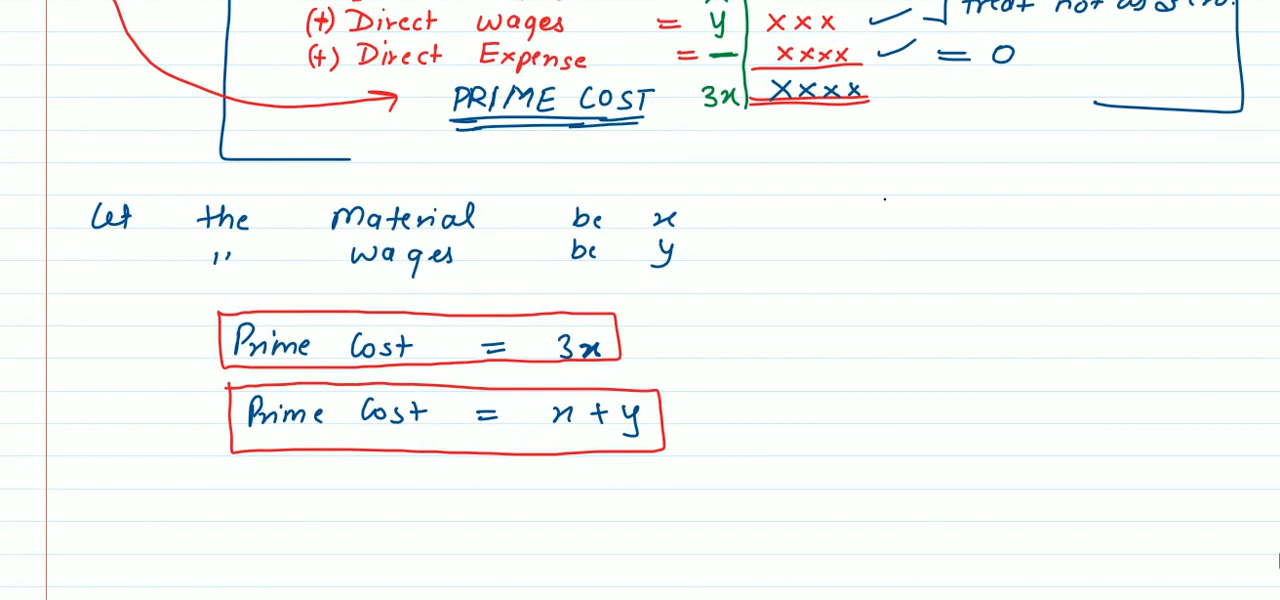 (+) Direct wages = y xxx
(+) Direct Expense = — xxxx = 0
PRIME COST 3x xxxx
Let the Material be x
" wages be y
Prime Cost = 3x
Prime Cost = x + y